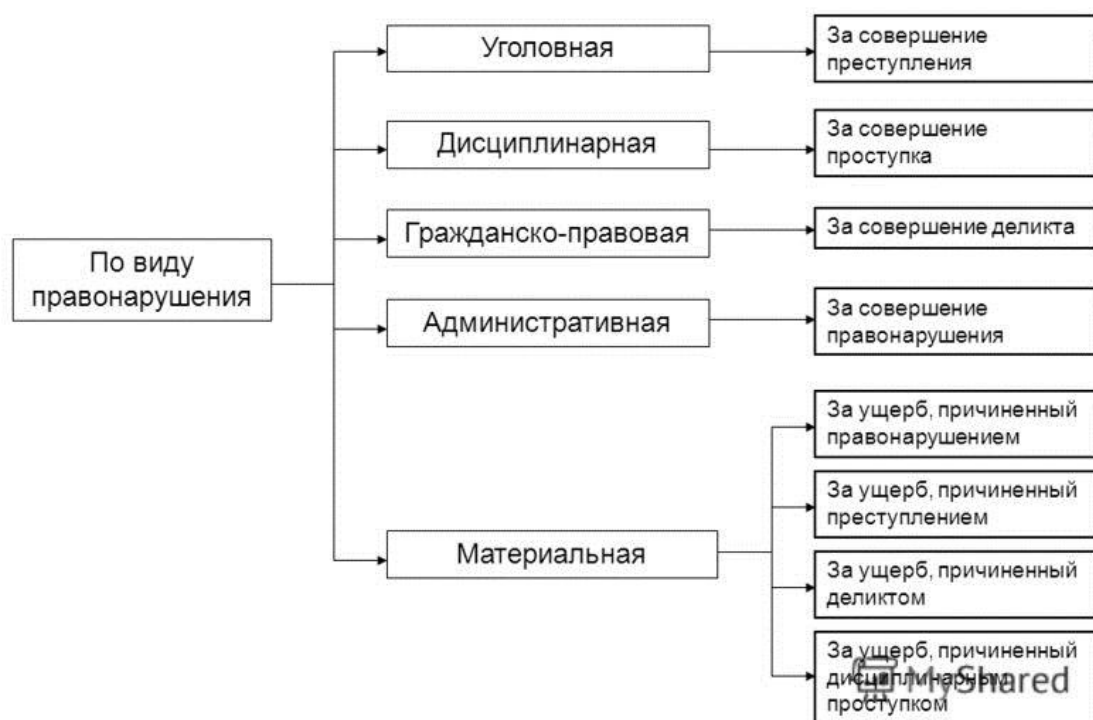 По виду
правонарушения
Уголовная
За совершение
преступления
Дисциплинарная
За совершение
проступка
Гражданско-правовая
За совершение деликта
Административная
За совершение
правонарушения
Материальная
За ущерб, причиненный
правонарушением
За ущерб, причиненный
преступлением
За ущерб, причиненный
деликтом
За ущерб, причиненный
дисциплинарным
проступком
MyShared